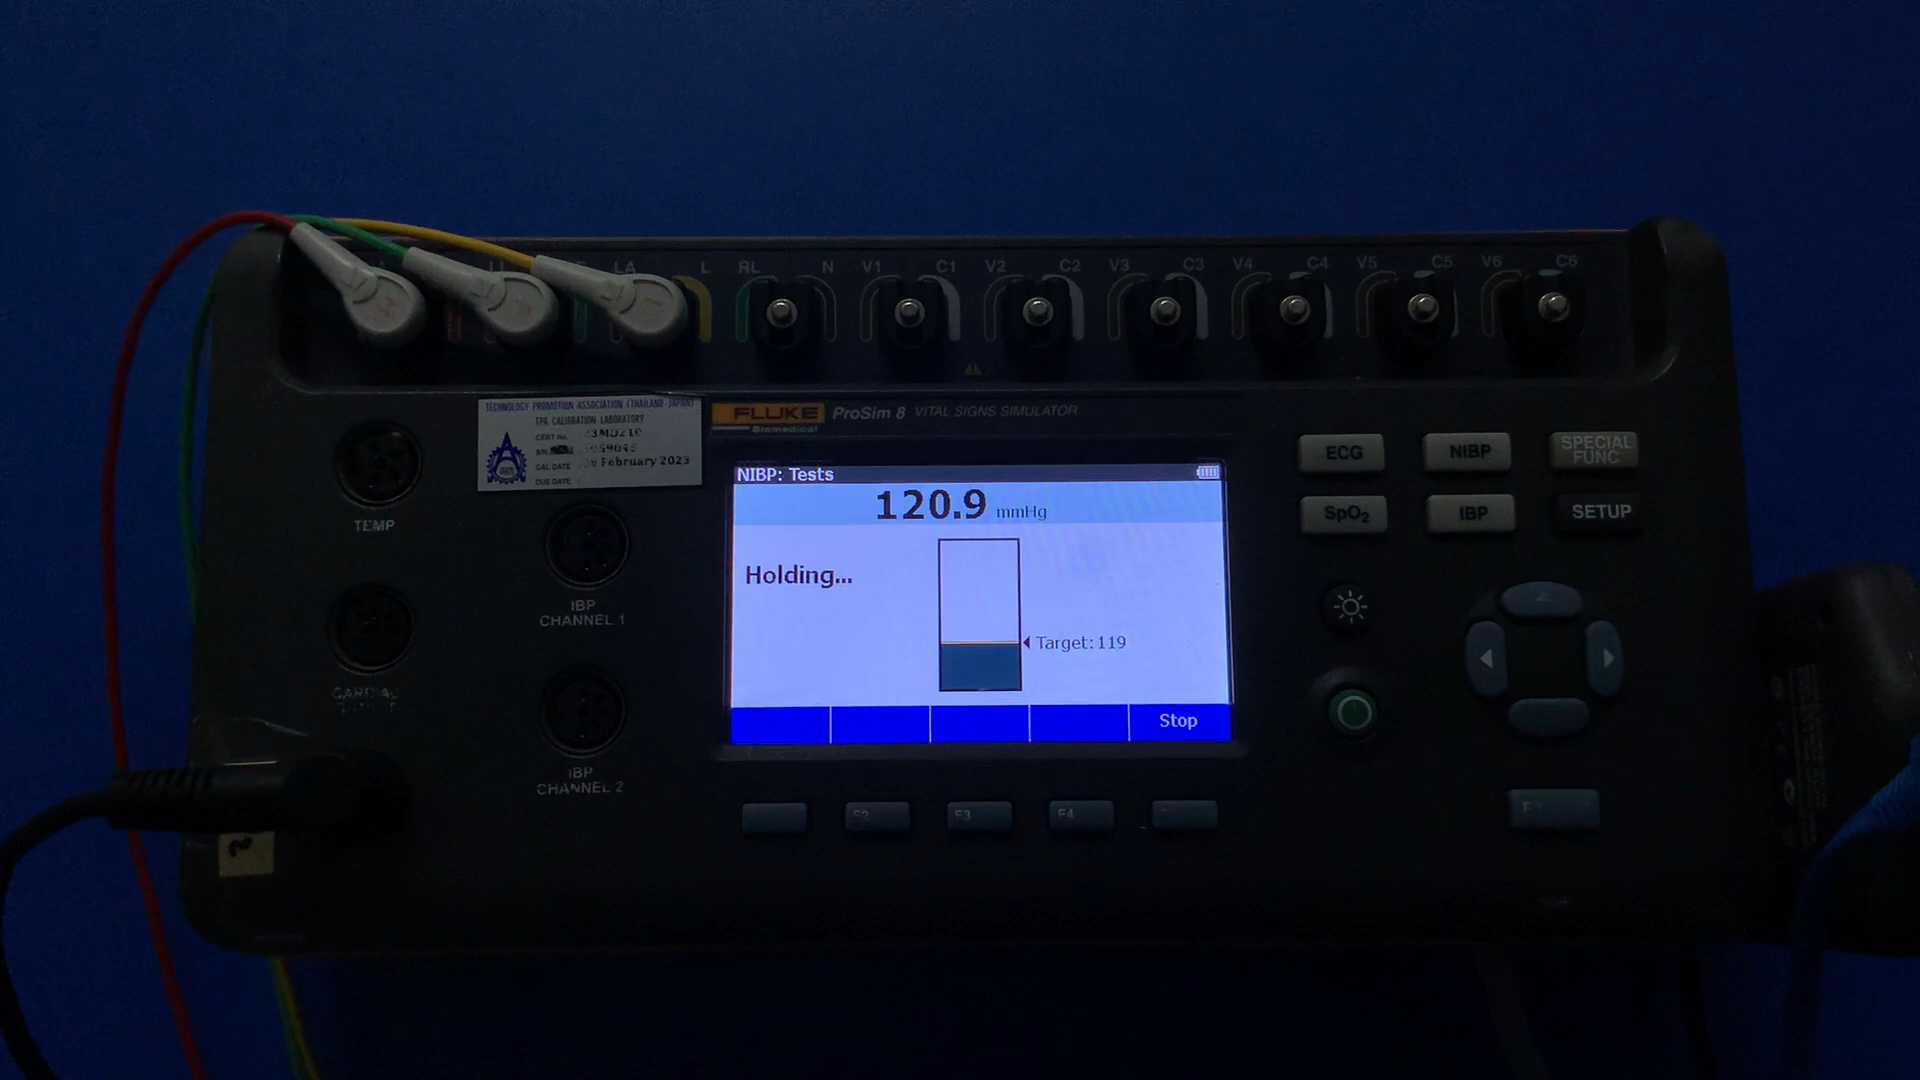 LA L RL N V1 C1 V2 C2 V3 C3 V4 C4 V5 C5 V6 C6
TECHNOLOGY PROMOTION ASSOCIATION (THAILAND-JAPAN)
TPA CALIBRATION LABORATORY
CERT No.
S/N.
CAL DATE February 2023
DUE DATE
FLUKE ProSim 8 VITAL SIGNS SIMULATOR
Biomedical
NIBP: Tests
120.9 mmHg
Holding...
Target: 119
Stop
ECG NIBP SPECIAL FUNC
SpO2 IBP SETUP
TEMP
IBP
CHANNEL 1
IBP
CHANNEL 2
F2 F3 F4